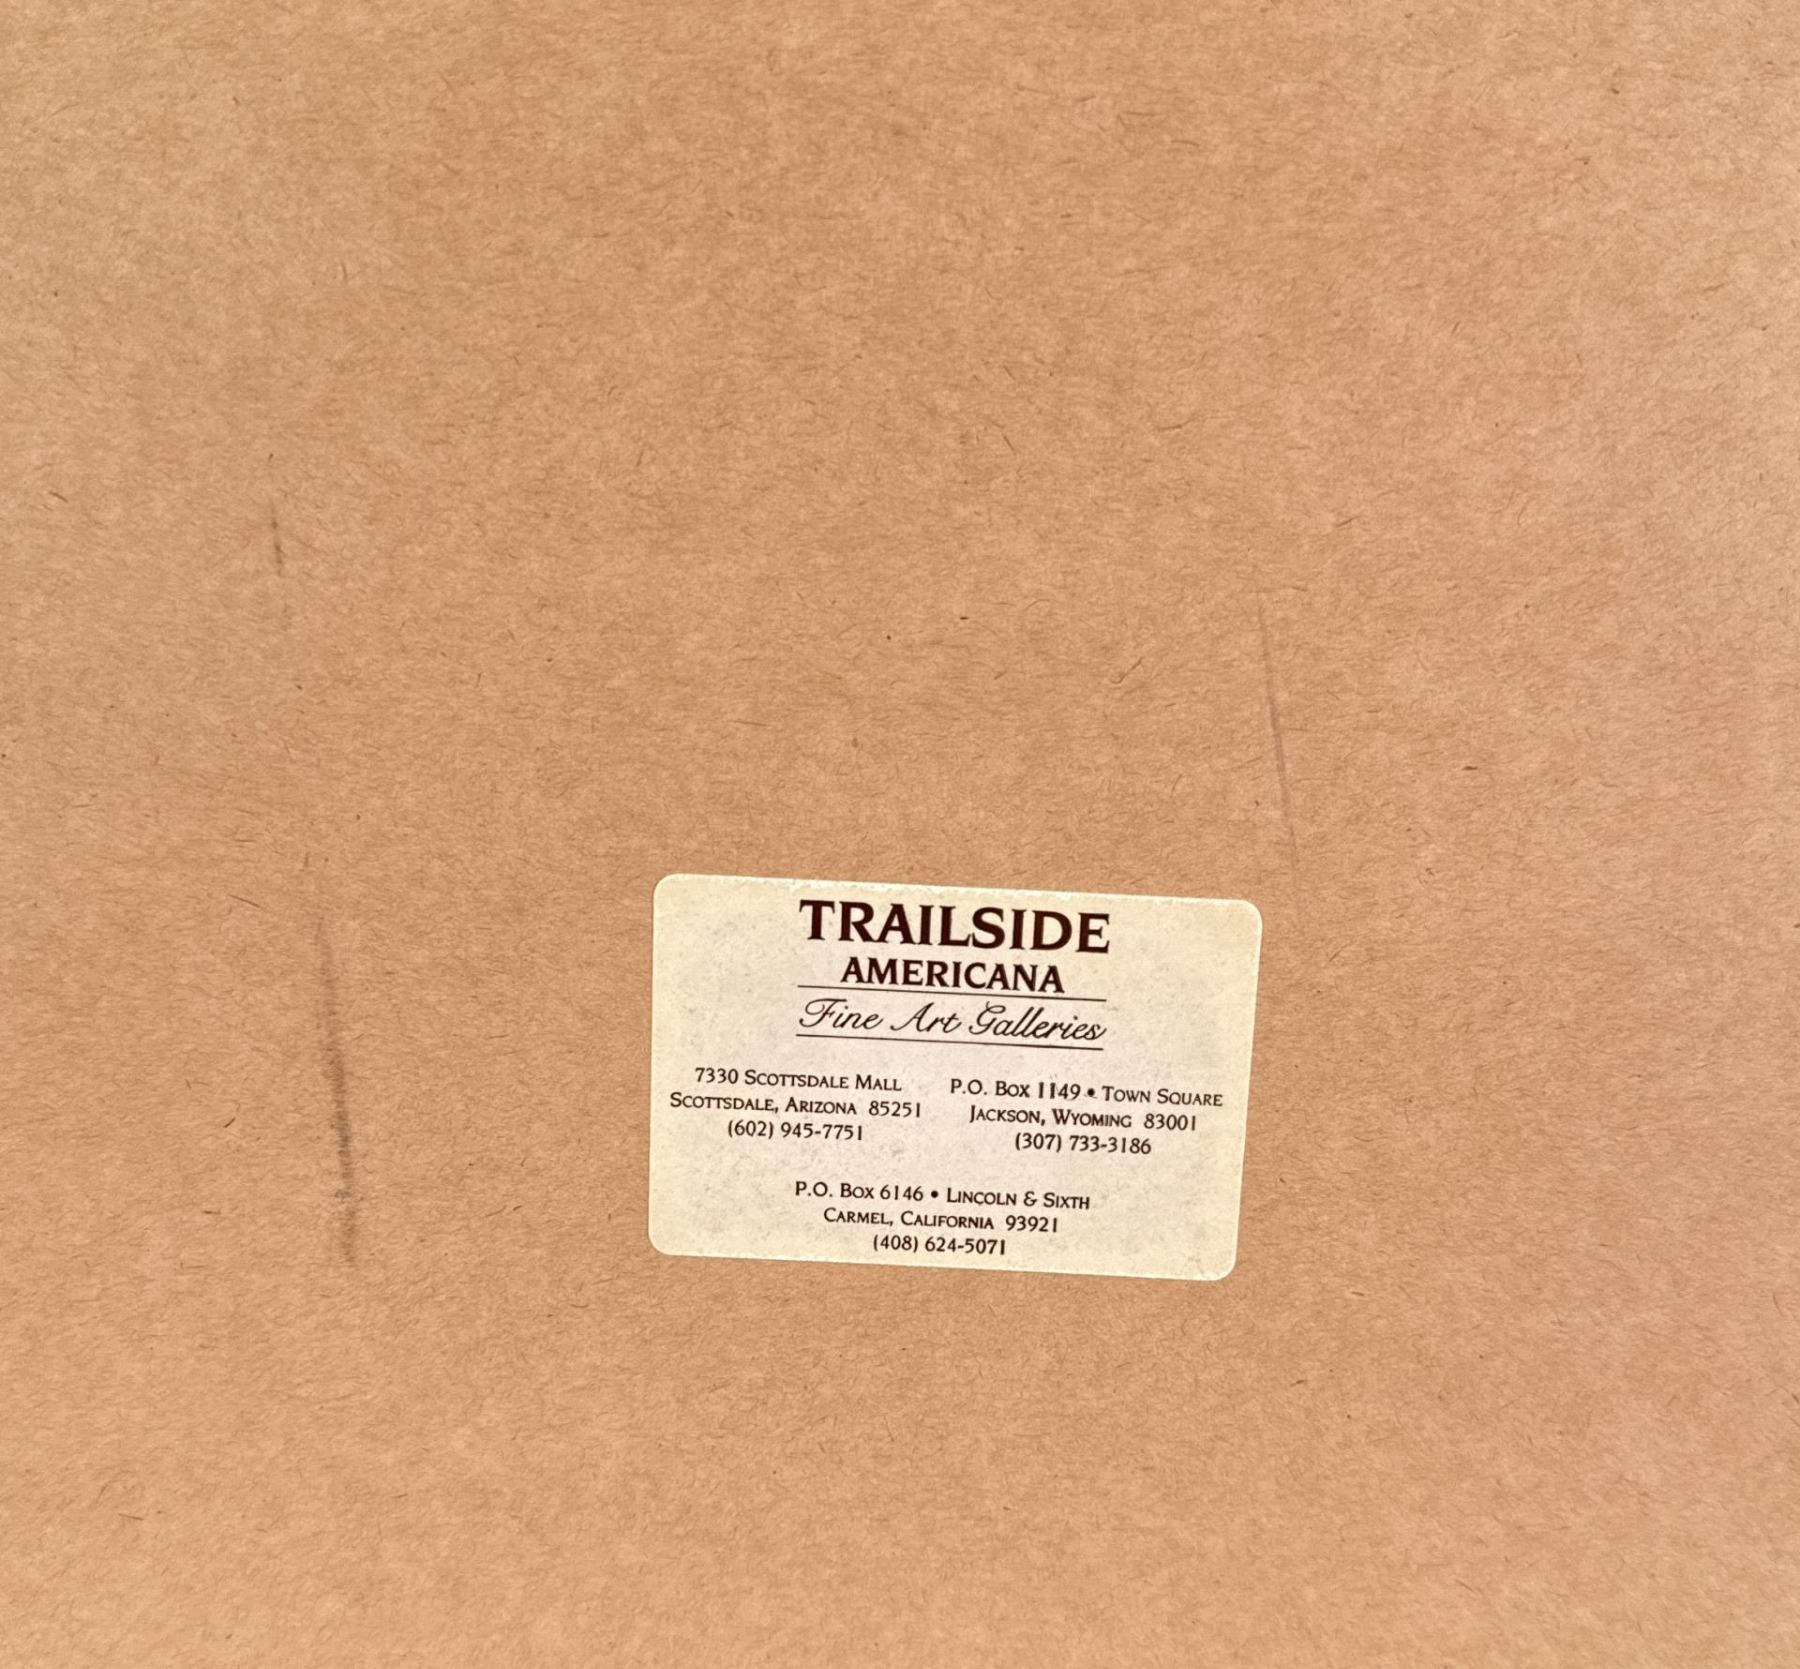 TRAILSIDE
AMERICANA
Fine Art Galleries
7330 Scottsdale Mall
Scottsdale, Arizona 85251
(602) 945-7751
P.O. Box 1149 • Town Square
Jackson, Wyoming 83001
(307) 733-3186
P.O. Box 6146 • Lincoln & Sixth
Carmel, California 93921
(408) 624-5071